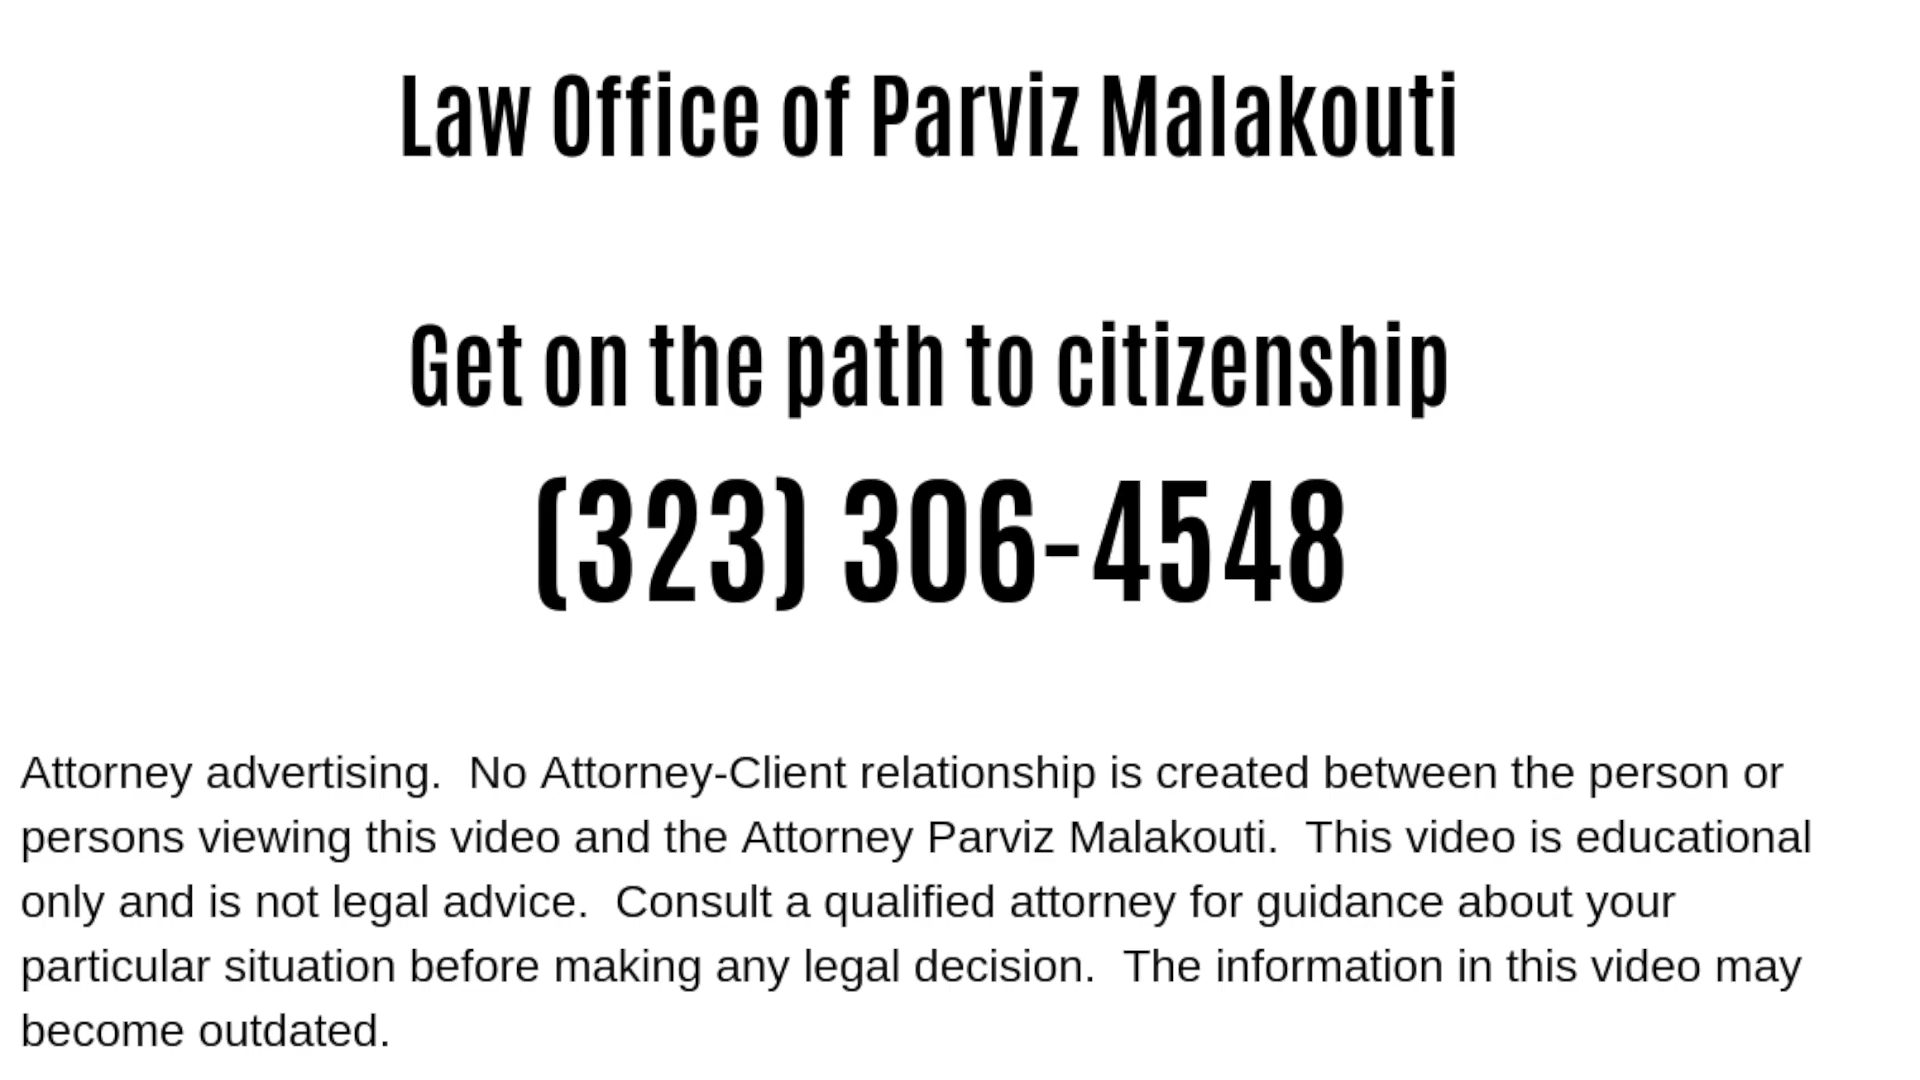 Law Office of Parviz Malakouti
Get on the path to citizenship
(323) 306-4548
Attorney advertising.  No Attorney-Client relationship is created between the person or
persons viewing this video and the Attorney Parviz Malakouti.  This video is educational
only and is not legal advice.  Consult a qualified attorney for guidance about your
particular situation before making any legal decision.  The information in this video may
become outdated.